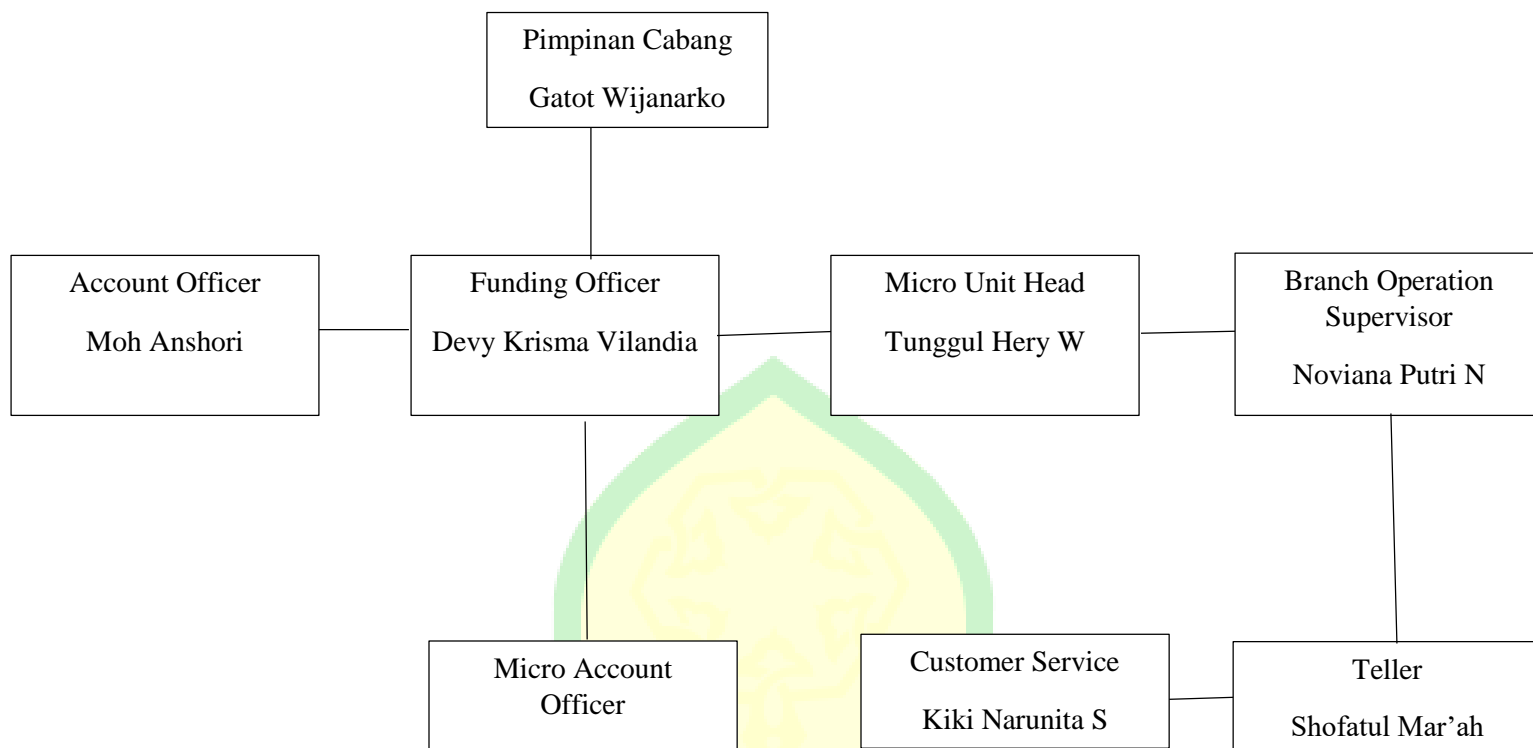 Pimpinan Cabang
Gatot Wijanarko
Account Officer
Moh Anshori
Funding Officer
Devy Krisma Vilandia
Micro Unit Head
Tunggul Hery W
Branch Operation
Supervisor
Noviana Putri N
Micro Account
Officer
Customer Service
Kiki Narunita S
Teller
Shofatul Mar’ah